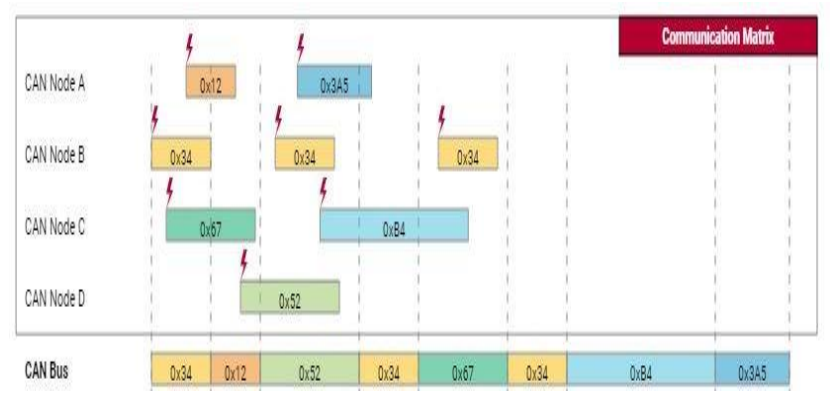 Communication Matrix
CAN Node A 0x12 0x3A5
CAN Node B 0x34 0x34 0x34
CAN Node C 0x67 0xB4
CAN Node D 0x52
CAN Bus 0x34 0x12 0x52 0x34 0x67 0x34 0xB4 0x3A5